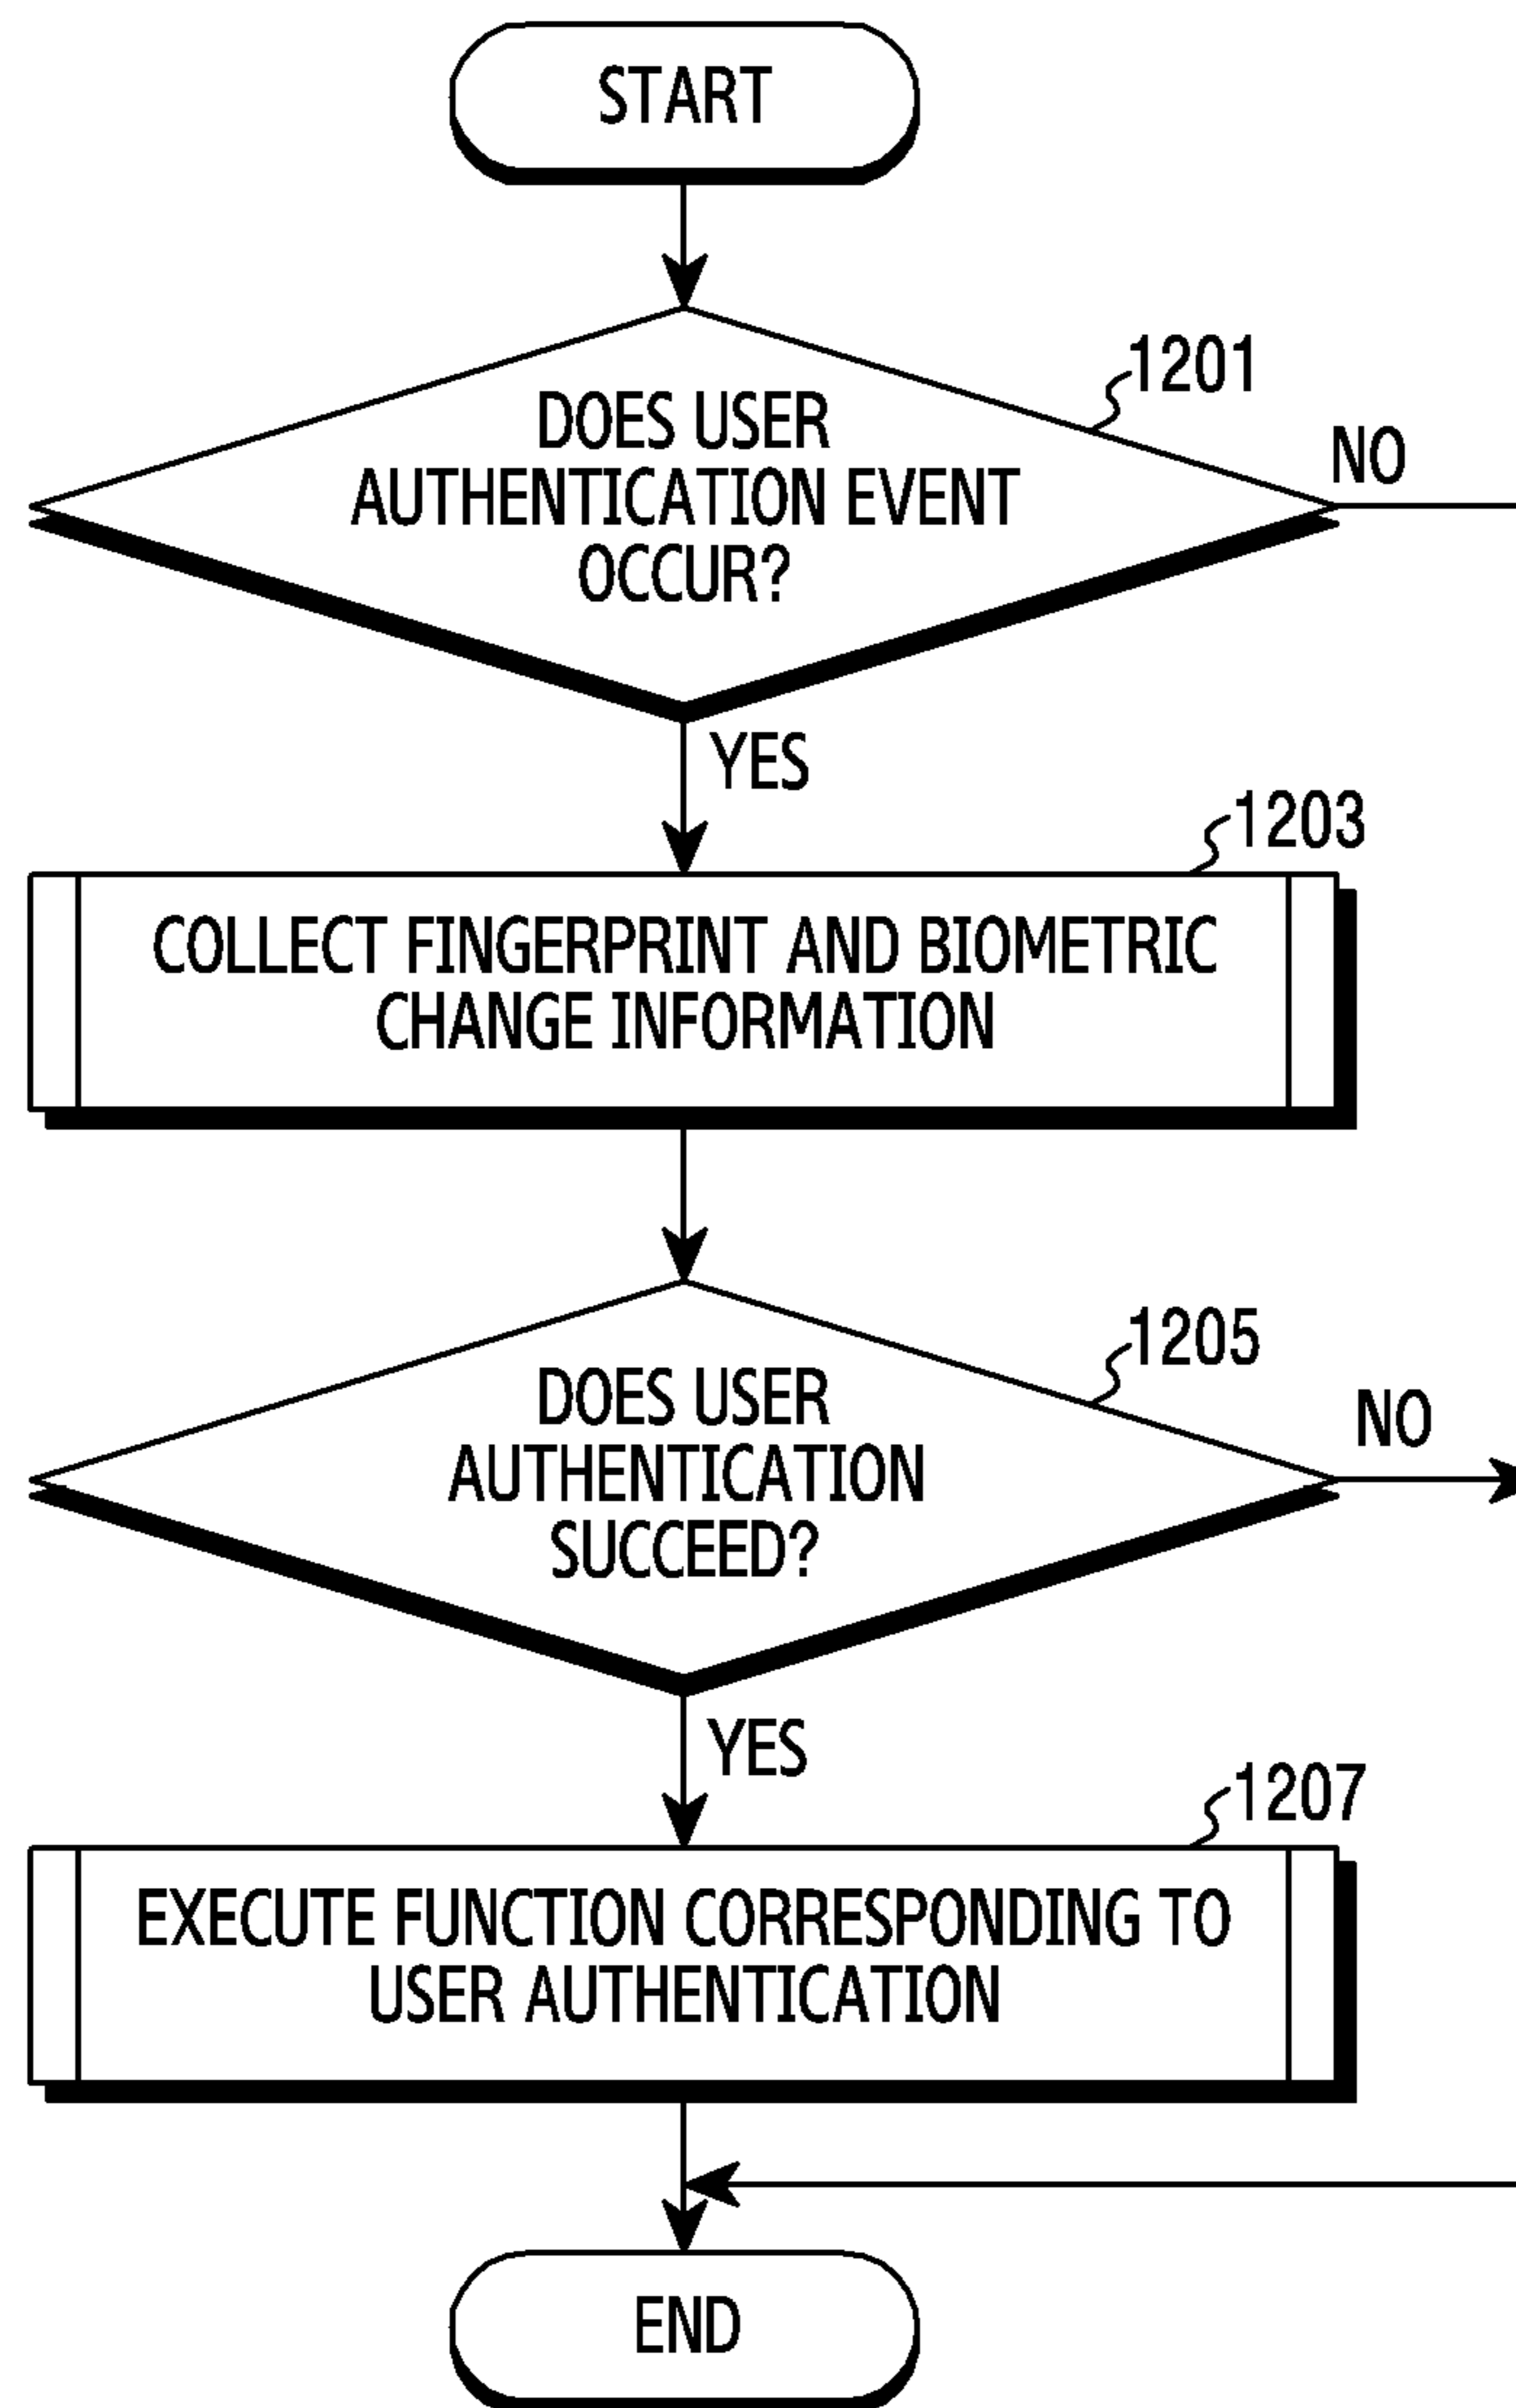 START
1201
DOES USER
AUTHENTICATION EVENT
OCCUR?
NO
YES
1203
COLLECT FINGERPRINT AND BIOMETRIC
CHANGE INFORMATION
1205
DOES USER
AUTHENTICATION
SUCCEED?
NO
YES
1207
EXECUTE FUNCTION CORRESPONDING TO
USER AUTHENTICATION
END